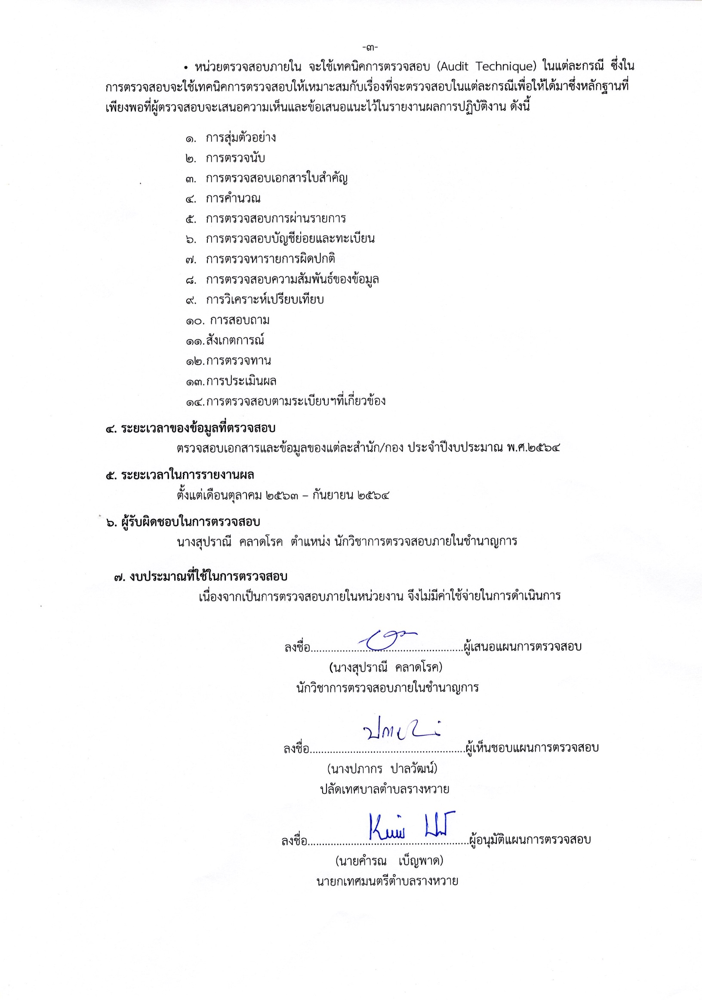 -๓-
• หน่วยตรวจสอบภายใน จะใช้เทคนิคการตรวจสอบ (Audit Technique) ในแต่ละกรณี ซึ่งใน
การตรวจสอบจะใช้เทคนิคการตรวจสอบให้เหมาะสมกับเรื่องที่จะตรวจสอบในแต่ละกรณีเพื่อให้ได้มาซึ่งหลักฐานที่
เพียงพอที่ผู้ตรวจสอบจะเสนอความเห็นและข้อเสนอแนะไว้ในรายงานผลการปฏิบัติงาน ดังนี้
๑. การสุ่มตัวอย่าง
๒. การตรวจนับ
๓. การตรวจสอบเอกสารใบสำคัญ
๔. การคำนวณ
๕. การตรวจสอบการผ่านรายการ
๖. การตรวจสอบบัญชีย่อยและทะเบียน
๗. การตรวจหารายการผิดปกติ
๘. การตรวจสอบความสัมพันธ์ของข้อมูล
๙. การวิเคราะห์เปรียบเทียบ
๑๐. การสอบถาม
๑๑. สังเกตการณ์
๑๒. การตรวจทาน
๑๓. การประเมินผล
๑๔. การตรวจสอบตามระเบียบฯที่เกี่ยวข้อง
๔. ระยะเวลาของข้อมูลที่ตรวจสอบ
ตรวจสอบเอกสารและข้อมูลของแต่ละสำนัก/กอง ประจำปีงบประมาณ พ.ศ.๒๕๖๔
๕. ระยะเวลาในการรายงานผล
ตั้งแต่เดือนตุลาคม ๒๕๖๓ – กันยายน ๒๕๖๔
๖. ผู้รับผิดชอบในการตรวจสอบ
นางสุปราณี คลาดโรค ตำแหน่ง นักวิชาการตรวจสอบภายในชำนาญการ
๗. งบประมาณที่ใช้ในการตรวจสอบ
เนื่องจากเป็นการตรวจสอบภายในหน่วยงาน จึงไม่มีค่าใช้จ่ายในการดำเนินการ
ลงชื่อ.....................................................ผู้เสนอแผนการตรวจสอบ
(นางสุปราณี คลาดโรค)
นักวิชาการตรวจสอบภายในชำนาญการ
ลงชื่อ......................................................ผู้เห็นชอบแผนการตรวจสอบ
(นางปภากร ปาลวัฒน์)
ปลัดเทศบาลตำบลรางหวาย
ลงชื่อ........................................................ผู้อนุมัติแผนการตรวจสอบ
(นายคำรณ เบ็ญพาด)
นายกเทศมนตรีตำบลรางหวาย